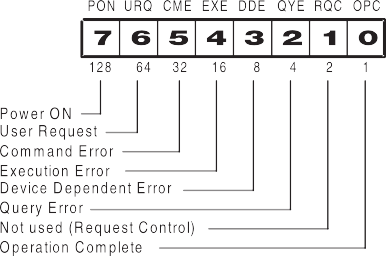 PON URQ CME EXE DDE QYE RQC OPC
7 6 5 4 3 2 1 0
128 64 32 16 8 4 2 1
Power ON
User Request
Command Error
Execution Error
Device Dependent Error
Query Error
Not used (Request Control)
Operation Complete